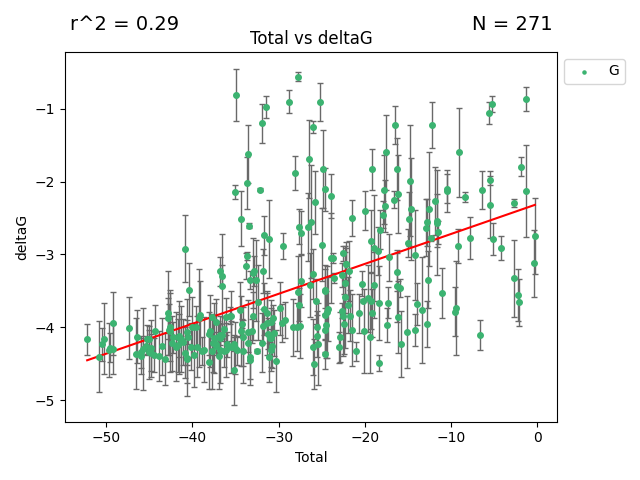 r^2 = 0.29
N = 271
Total vs deltaG
G
deltaG
−1
−2
−3
−4
−5
−50
−40
−30
−20
−10
0
Total